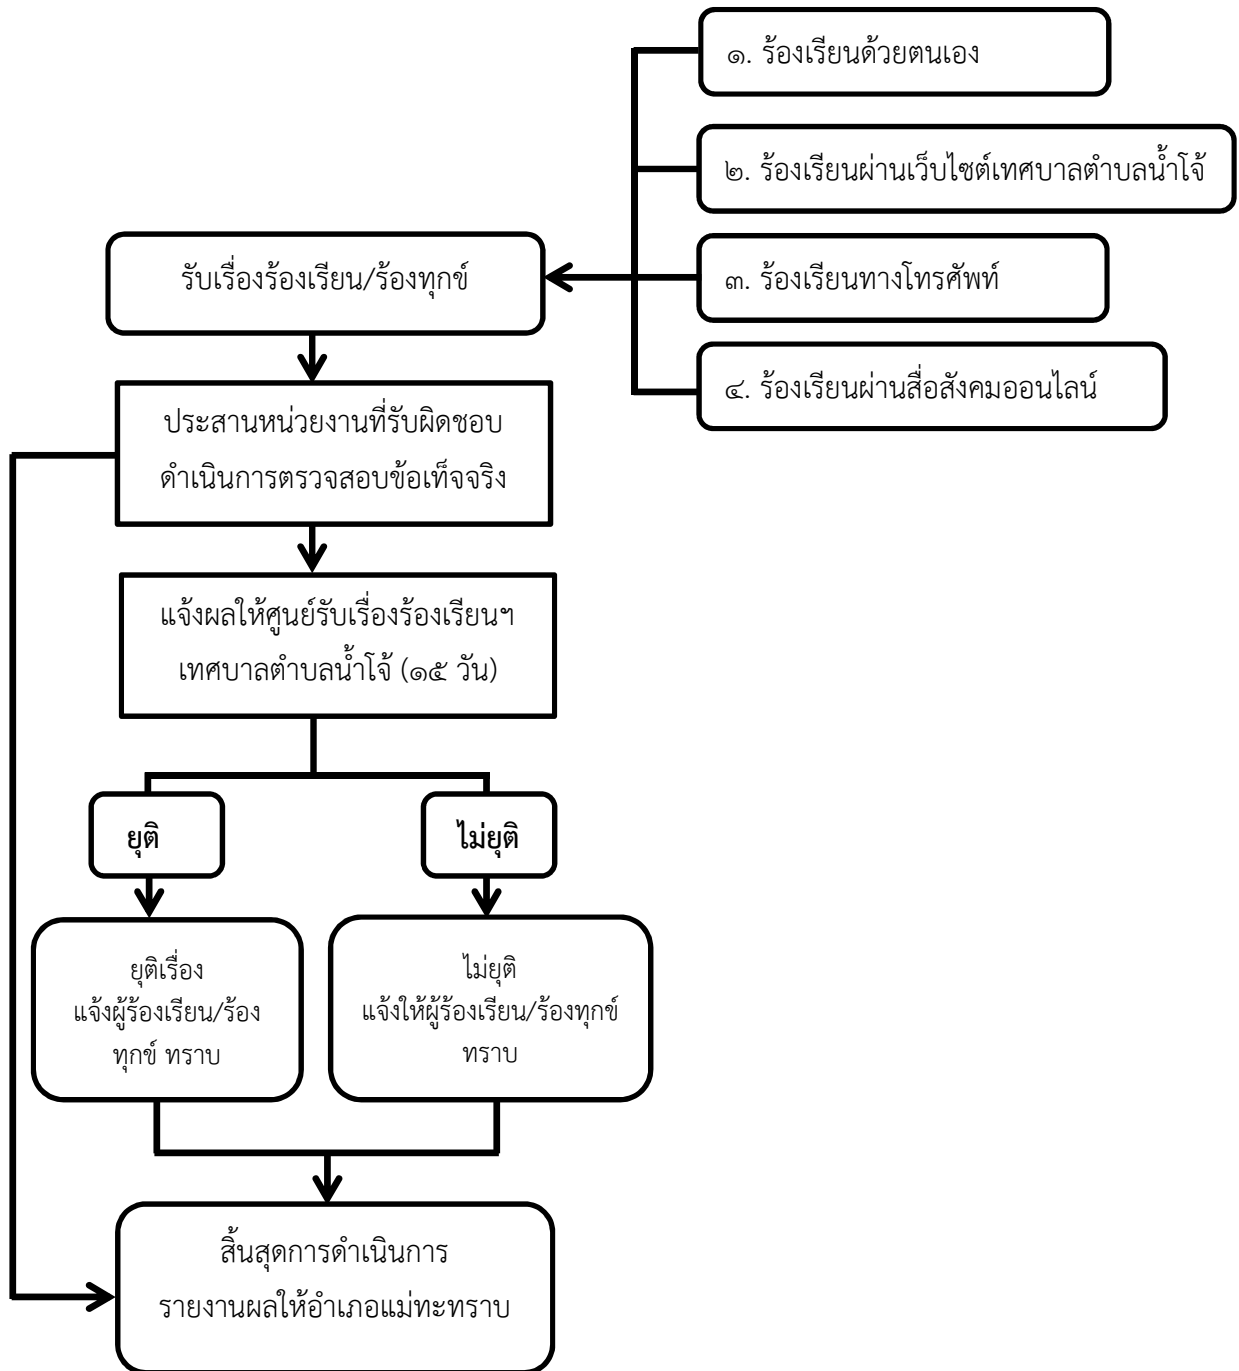 ๑. ร้องเรียนด้วยตนเอง
๒. ร้องเรียนผ่านเว็บไซต์เทศบาลตำบลน้ำโจ้
๓. ร้องเรียนทางโทรศัพท์
๔. ร้องเรียนผ่านสื่อสังคมออนไลน์
รับเรื่องร้องเรียน/ร้องทุกข์
ประสานหน่วยงานที่รับผิดชอบ
ดำเนินการตรวจสอบข้อเท็จจริง
แจ้งผลให้ศูนย์รับเรื่องร้องเรียนฯ
เทศบาลตำบลน้ำโจ้ (๑๕ วัน)
ยุติ
ไม่ยุติ
ยุติเรื่อง
แจ้งผู้ร้องเรียน/ร้อง
ทุกข์ ทราบ
ไม่ยุติ
แจ้งให้ผู้ร้องเรียน/ร้องทุกข์
ทราบ
สิ้นสุดการดำเนินการ
รายงานผลให้อำเภอแม่ทะทราบ